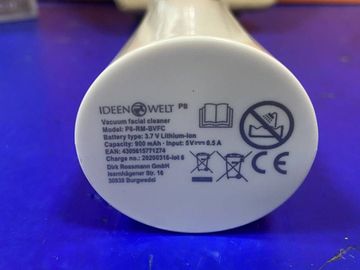 IDEENWELT P8
Vacuum facial cleaner
Model: P8-RM-BVFC
Battery type: 3.7 V Lithium-Ion
Capacity: 900 mAh · Input: 5V⎓0.5 A
EAN: 4305615771274
Charge no.: 20200316-lot 6
Dirk Rossmann GmbH
Isernhägener Str. 16
30938 Burgwedel